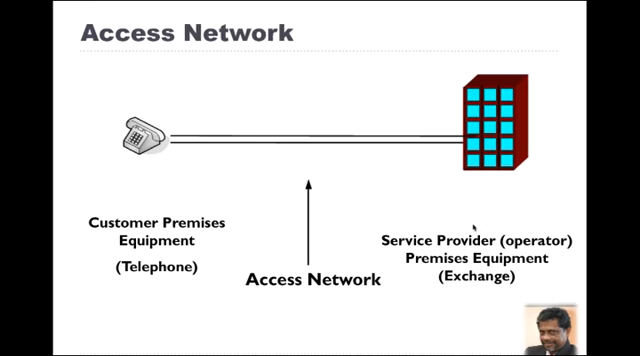 Access Network
Customer Premises
Equipment
(Telephone)
Access Network
Service Provider (operator)
Premises Equipment
(Exchange)